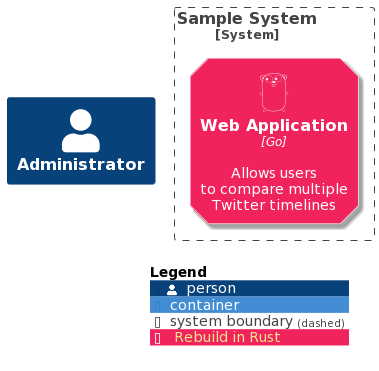 Sample System
[System]
Administrator
Web Application
[Go]
Allows users
to compare multiple
Twitter timelines
Legend
person
container
system boundary (dashed)
Rebuild in Rust